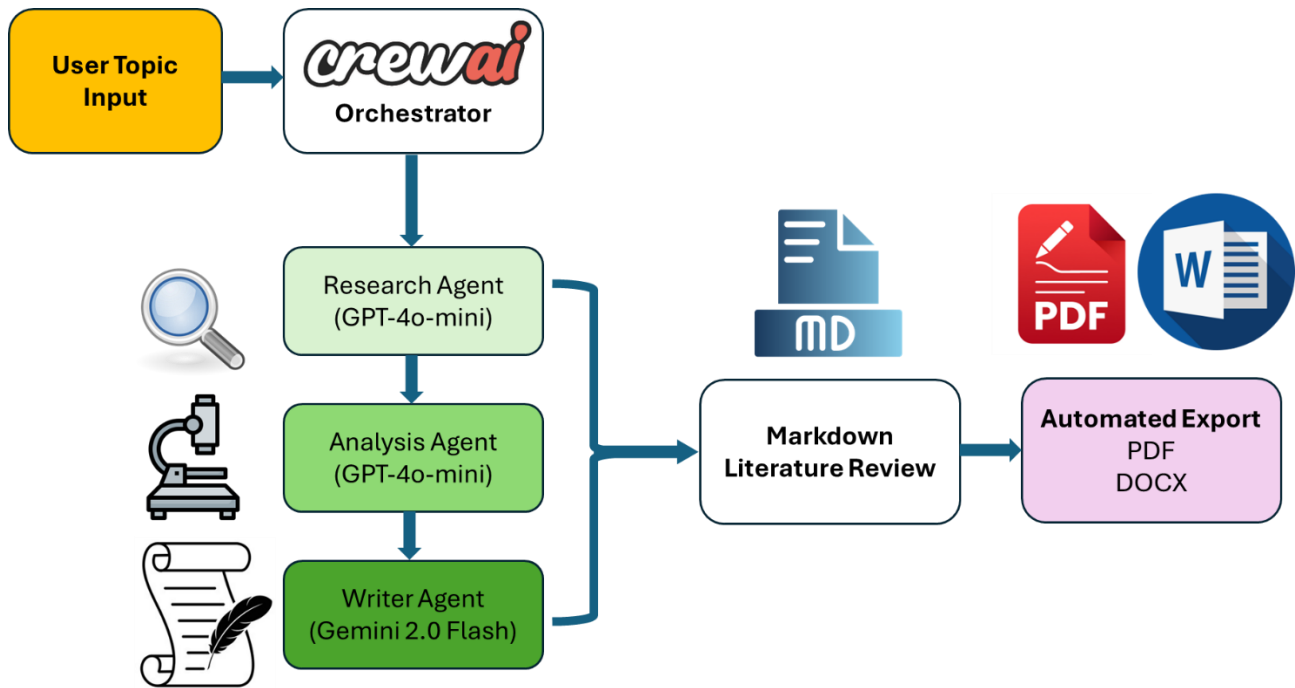 User Topic
Input
crewai
Orchestrator
Research Agent
(GPT-4o-mini)
Analysis Agent
(GPT-4o-mini)
Writer Agent
(Gemini 2.0 Flash)
MD
Markdown
Literature Review
PDF
W
Automated Export
PDF
DOCX